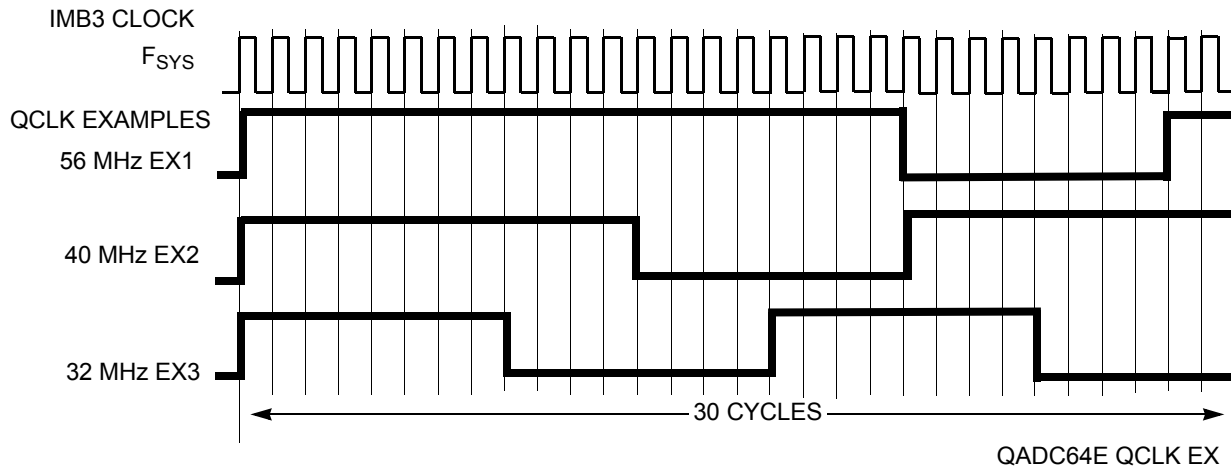 IMB3 CLOCK
FSYS
QCLK EXAMPLES
56 MHz EX1
40 MHz EX2
32 MHz EX3
30 CYCLES
QADC64E QCLK EX